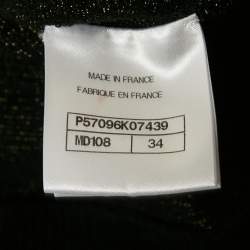 MADE IN FRANCE
FABRIQUE EN FRANCE
P57096K07439
MD108 34